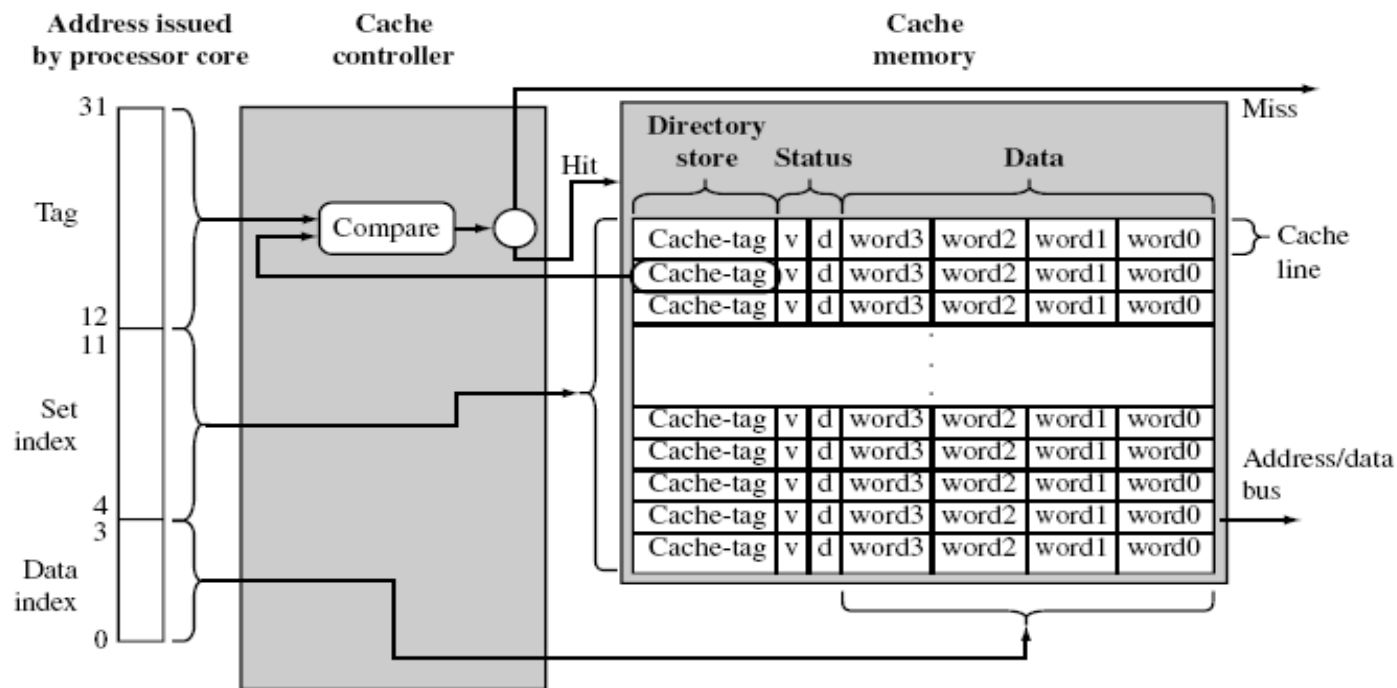 Address issued
by processor core
Cache
controller
Cache
memory
31
Tag
12
11
Set
index
4
3
Data
index
0
Compare
Hit
Miss
Directory
store
Status
Data
Cache-tag v d word3 word2 word1 word0
Cache-tag v d word3 word2 word1 word0
Cache-tag v d word3 word2 word1 word0
.
.
.
Cache-tag v d word3 word2 word1 word0
Cache-tag v d word3 word2 word1 word0
Cache-tag v d word3 word2 word1 word0
Cache-tag v d word3 word2 word1 word0
Cache-tag v d word3 word2 word1 word0
Cache
line
Address/data
bus